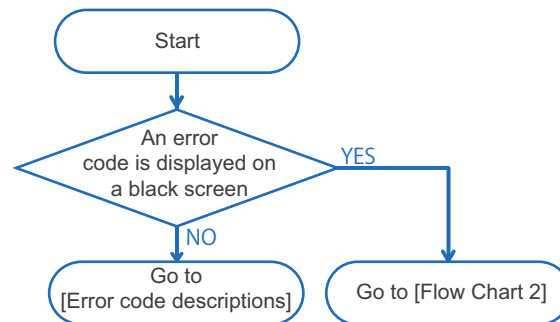 Start
An error
code is displayed on
a black screen
YES
NO
Go to
[Error code descriptions]
Go to [Flow Chart 2]